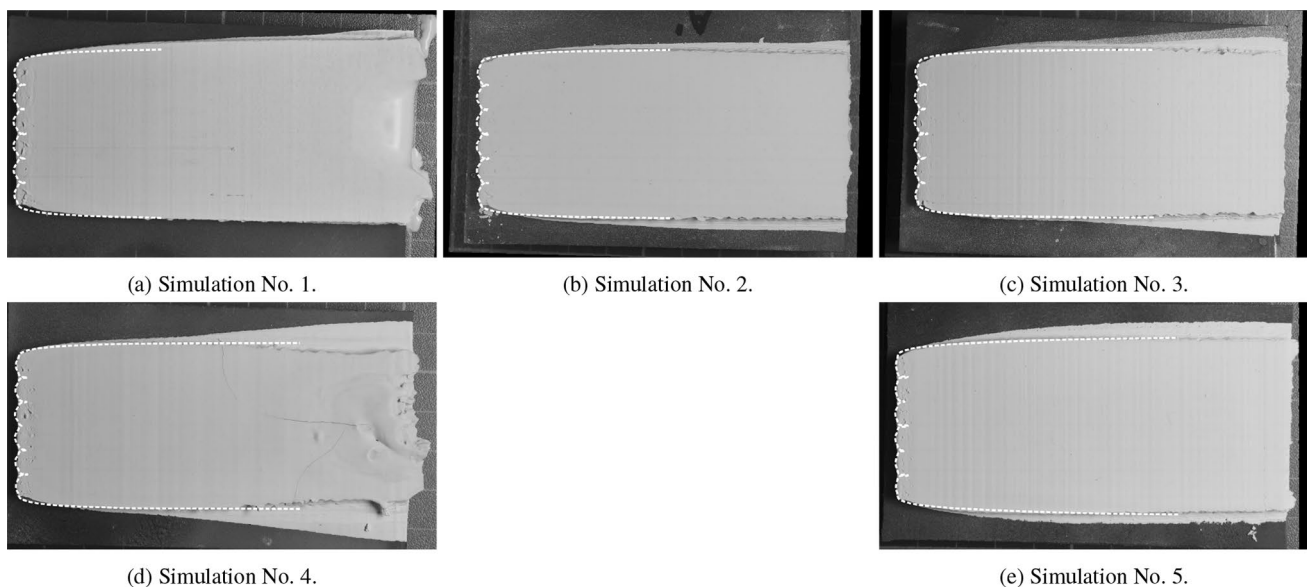 (a) Simulation No. 1.
(b) Simulation No. 2.
(c) Simulation No. 3.
(d) Simulation No. 4.
(e) Simulation No. 5.